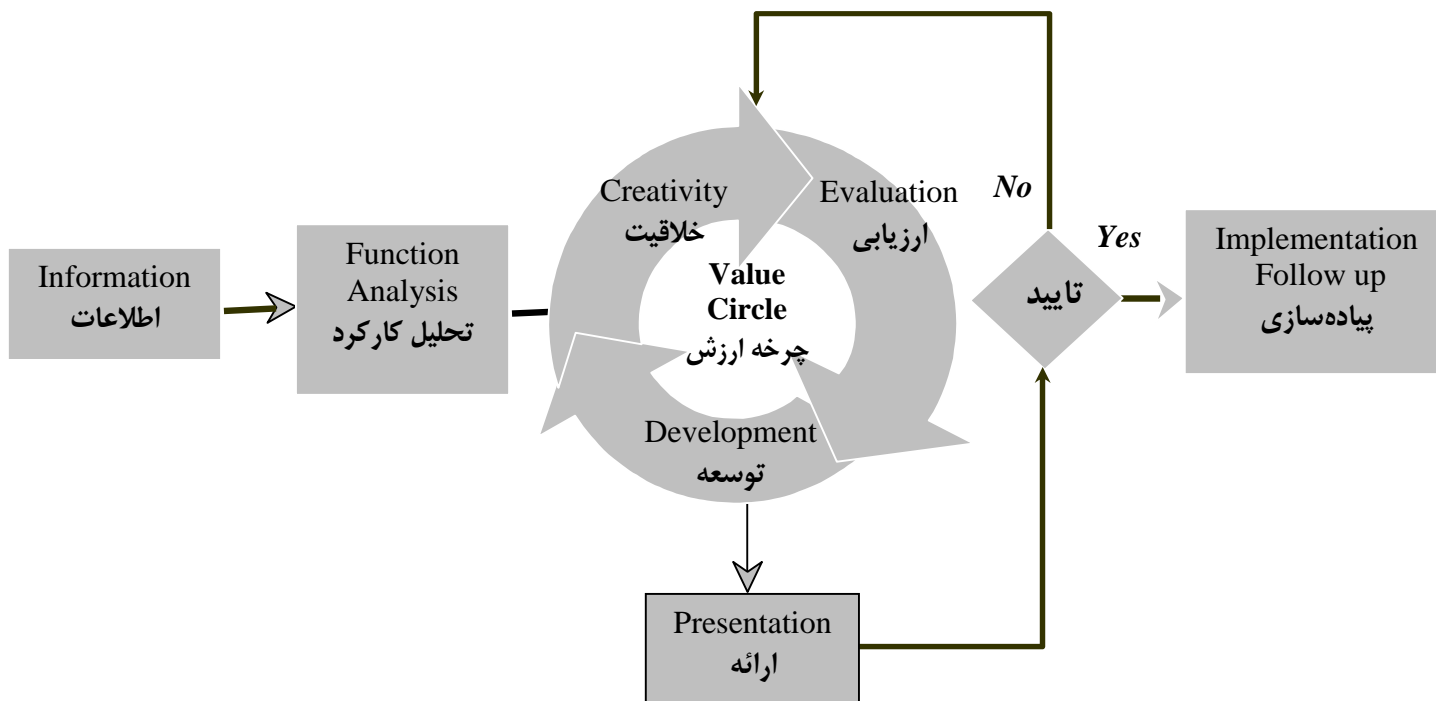 Information
اطلاعات
Function
Analysis
تحلیل کارکرد
Creativity
خلاقیت
Evaluation
ارزیابی
Value
Circle
چرخه ارزش
Development
توسعه
Presentation
ارائه
No
تایید
Yes
Implementation
Follow up
پیاده‌سازی